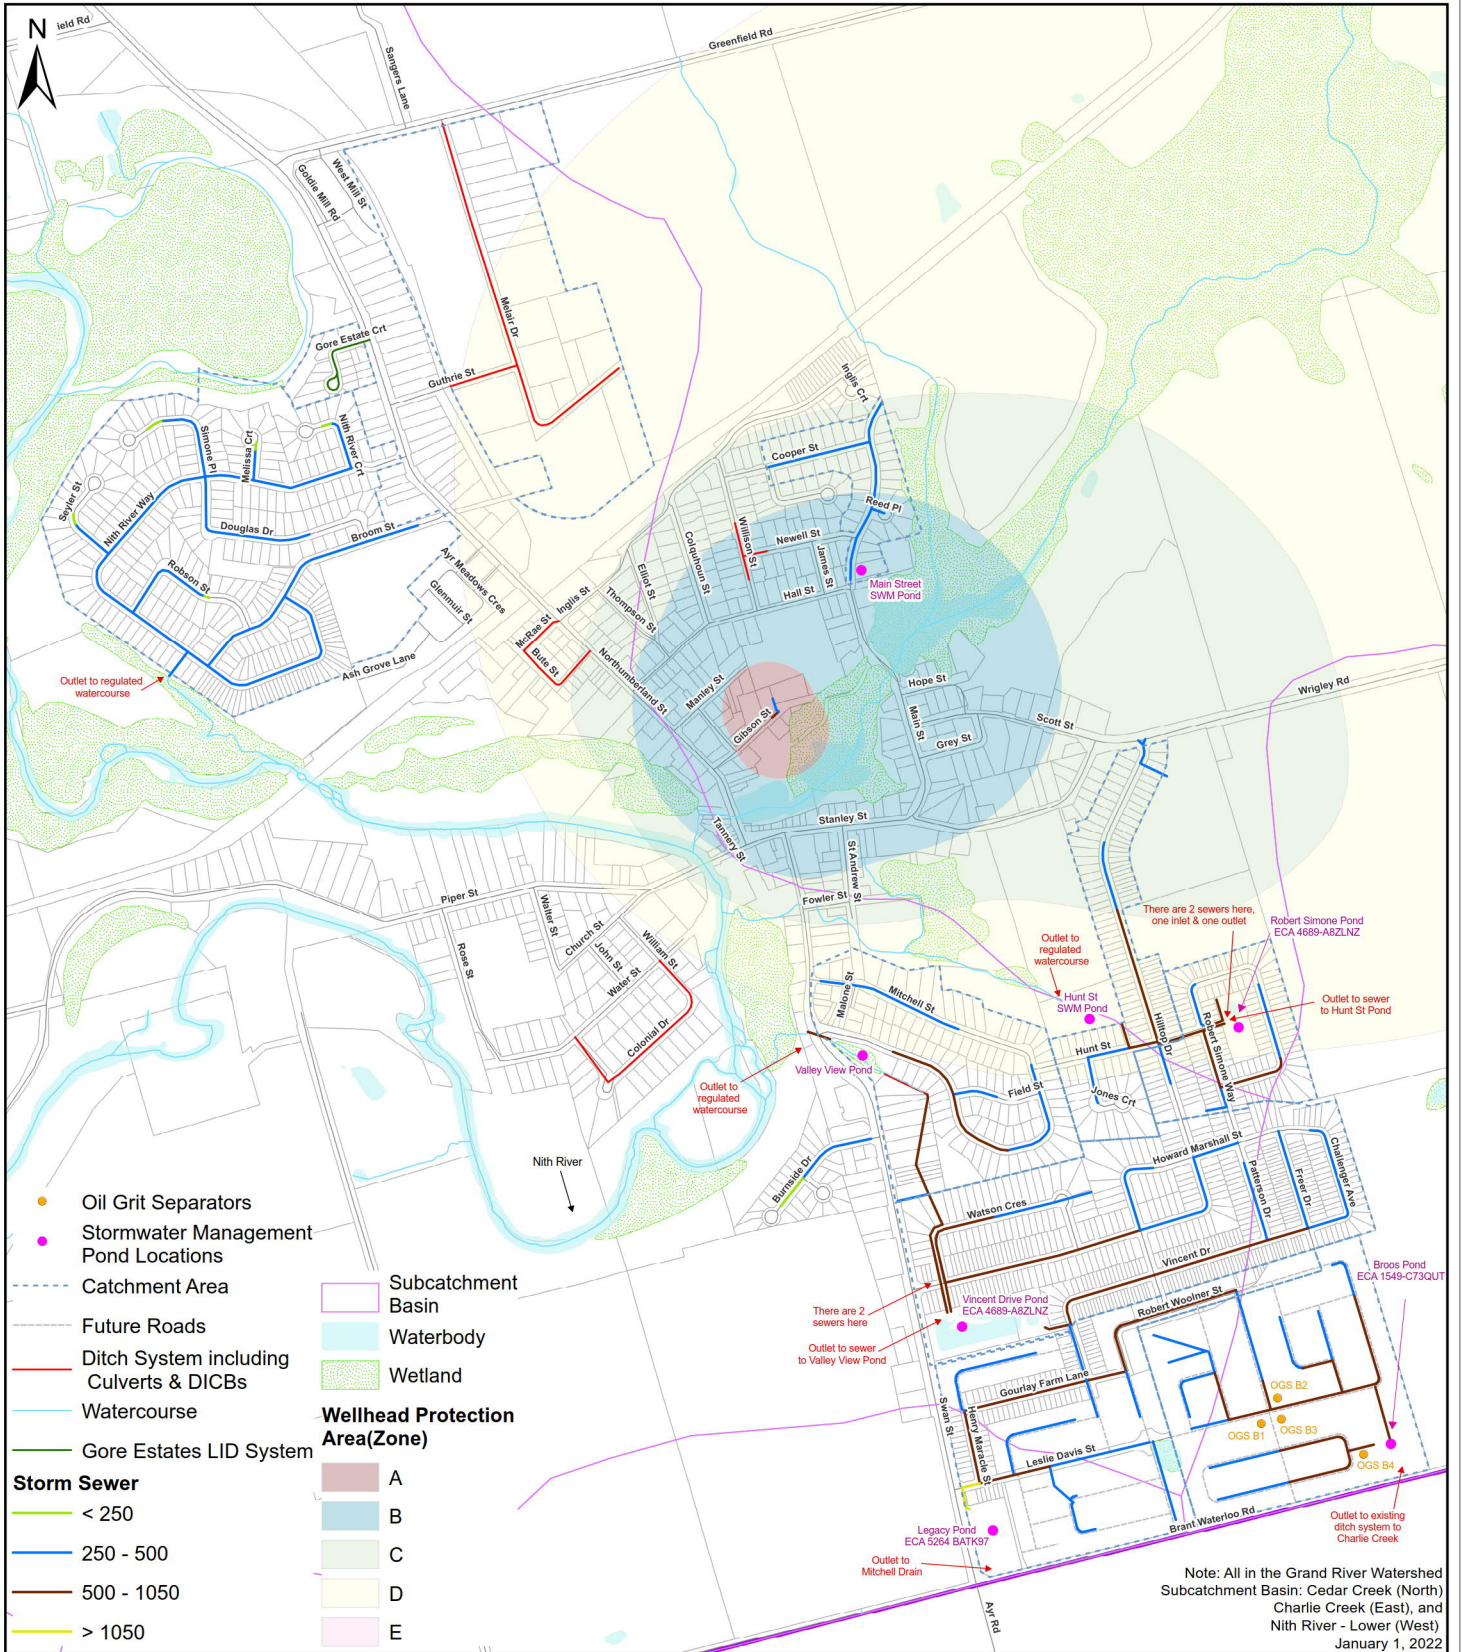 N
ield Rd
Sangers Lane
Greenfield Rd
Goldie Mill Rd
West Mill St
Melair Dr
Gore Estate Crt
Guthrie St
Inglis Crt
Simone Pl
Melissa Crt
Nith River Crt
Cooper St
Seyler St
Nith River Way
Douglas Dr
Broom St
Reed Pl
Willison St
Newell St
Colquhoun St
James St
Robson St
Ayr Meadows Cres
Glenmuir St
Elliot St
Hall St
Main Street
SWM Pond
Inglis St
Thompson St
McRae St
Bute St
Ash Grove Lane
Northumberland St
Manley St
Hope St
Outlet to regulated
watercourse
Gibson St
Main St
Scott St
Wrigley Rd
Grey St
Stanley St
Tannery St
St Andrew St
Piper St
Walter St
Fowler St
There are 2 sewers here,
one inlet & one outlet
Robert Simone Pond
ECA 4689-A8ZLNZ
Church St
William St
Rose St
John St
Water St
Outlet to
regulated
watercourse
Malone St
Mitchell St
Hunt St
SWM Pond
Outlet to sewer
to Hunt St Pond
Colonial Dr
Hilltop Dr
Robert Simone Way
Hunt St
Valley View Pond
Outlet to
regulated
watercourse
Field St
Jones Crt
Nith River
Howard Marshall St
Burnside Dr
Patterson Dr
Freer Dr
Challenger Ave
Watson Cres
Vincent Dr
Broos Pond
ECA 1549-C73QUT
There are 2
sewers here
Vincent Drive Pond
ECA 4689-A8ZLNZ
Robert Woolner St
Outlet to sewer
to Valley View Pond
Gourlay Farm Lane
OGS B2
OGS B1
OGS B3
Swan St
Henry Maracle St
Leslie Davis St
OGS B4
Brant Waterloo Rd
Legacy Pond
ECA 5264 BATK97
Outlet to existing
ditch system to
Charlie Creek
Outlet to
Mitchell Drain
Ayr Rd
Oil Grit Separators
Stormwater Management
Pond Locations
Catchment Area
Future Roads
Ditch System including
Culverts & DICBs
Watercourse
Gore Estates LID System
Storm Sewer
< 250
250 - 500
500 - 1050
> 1050
Subcatchment
Basin
Waterbody
Wetland
Wellhead Protection
Area(Zone)
A
B
C
D
E
Note: All in the Grand River Watershed
Subcatchment Basin: Cedar Creek (North)
Charlie Creek (East), and
Nith River - Lower (West)
January 1, 2022